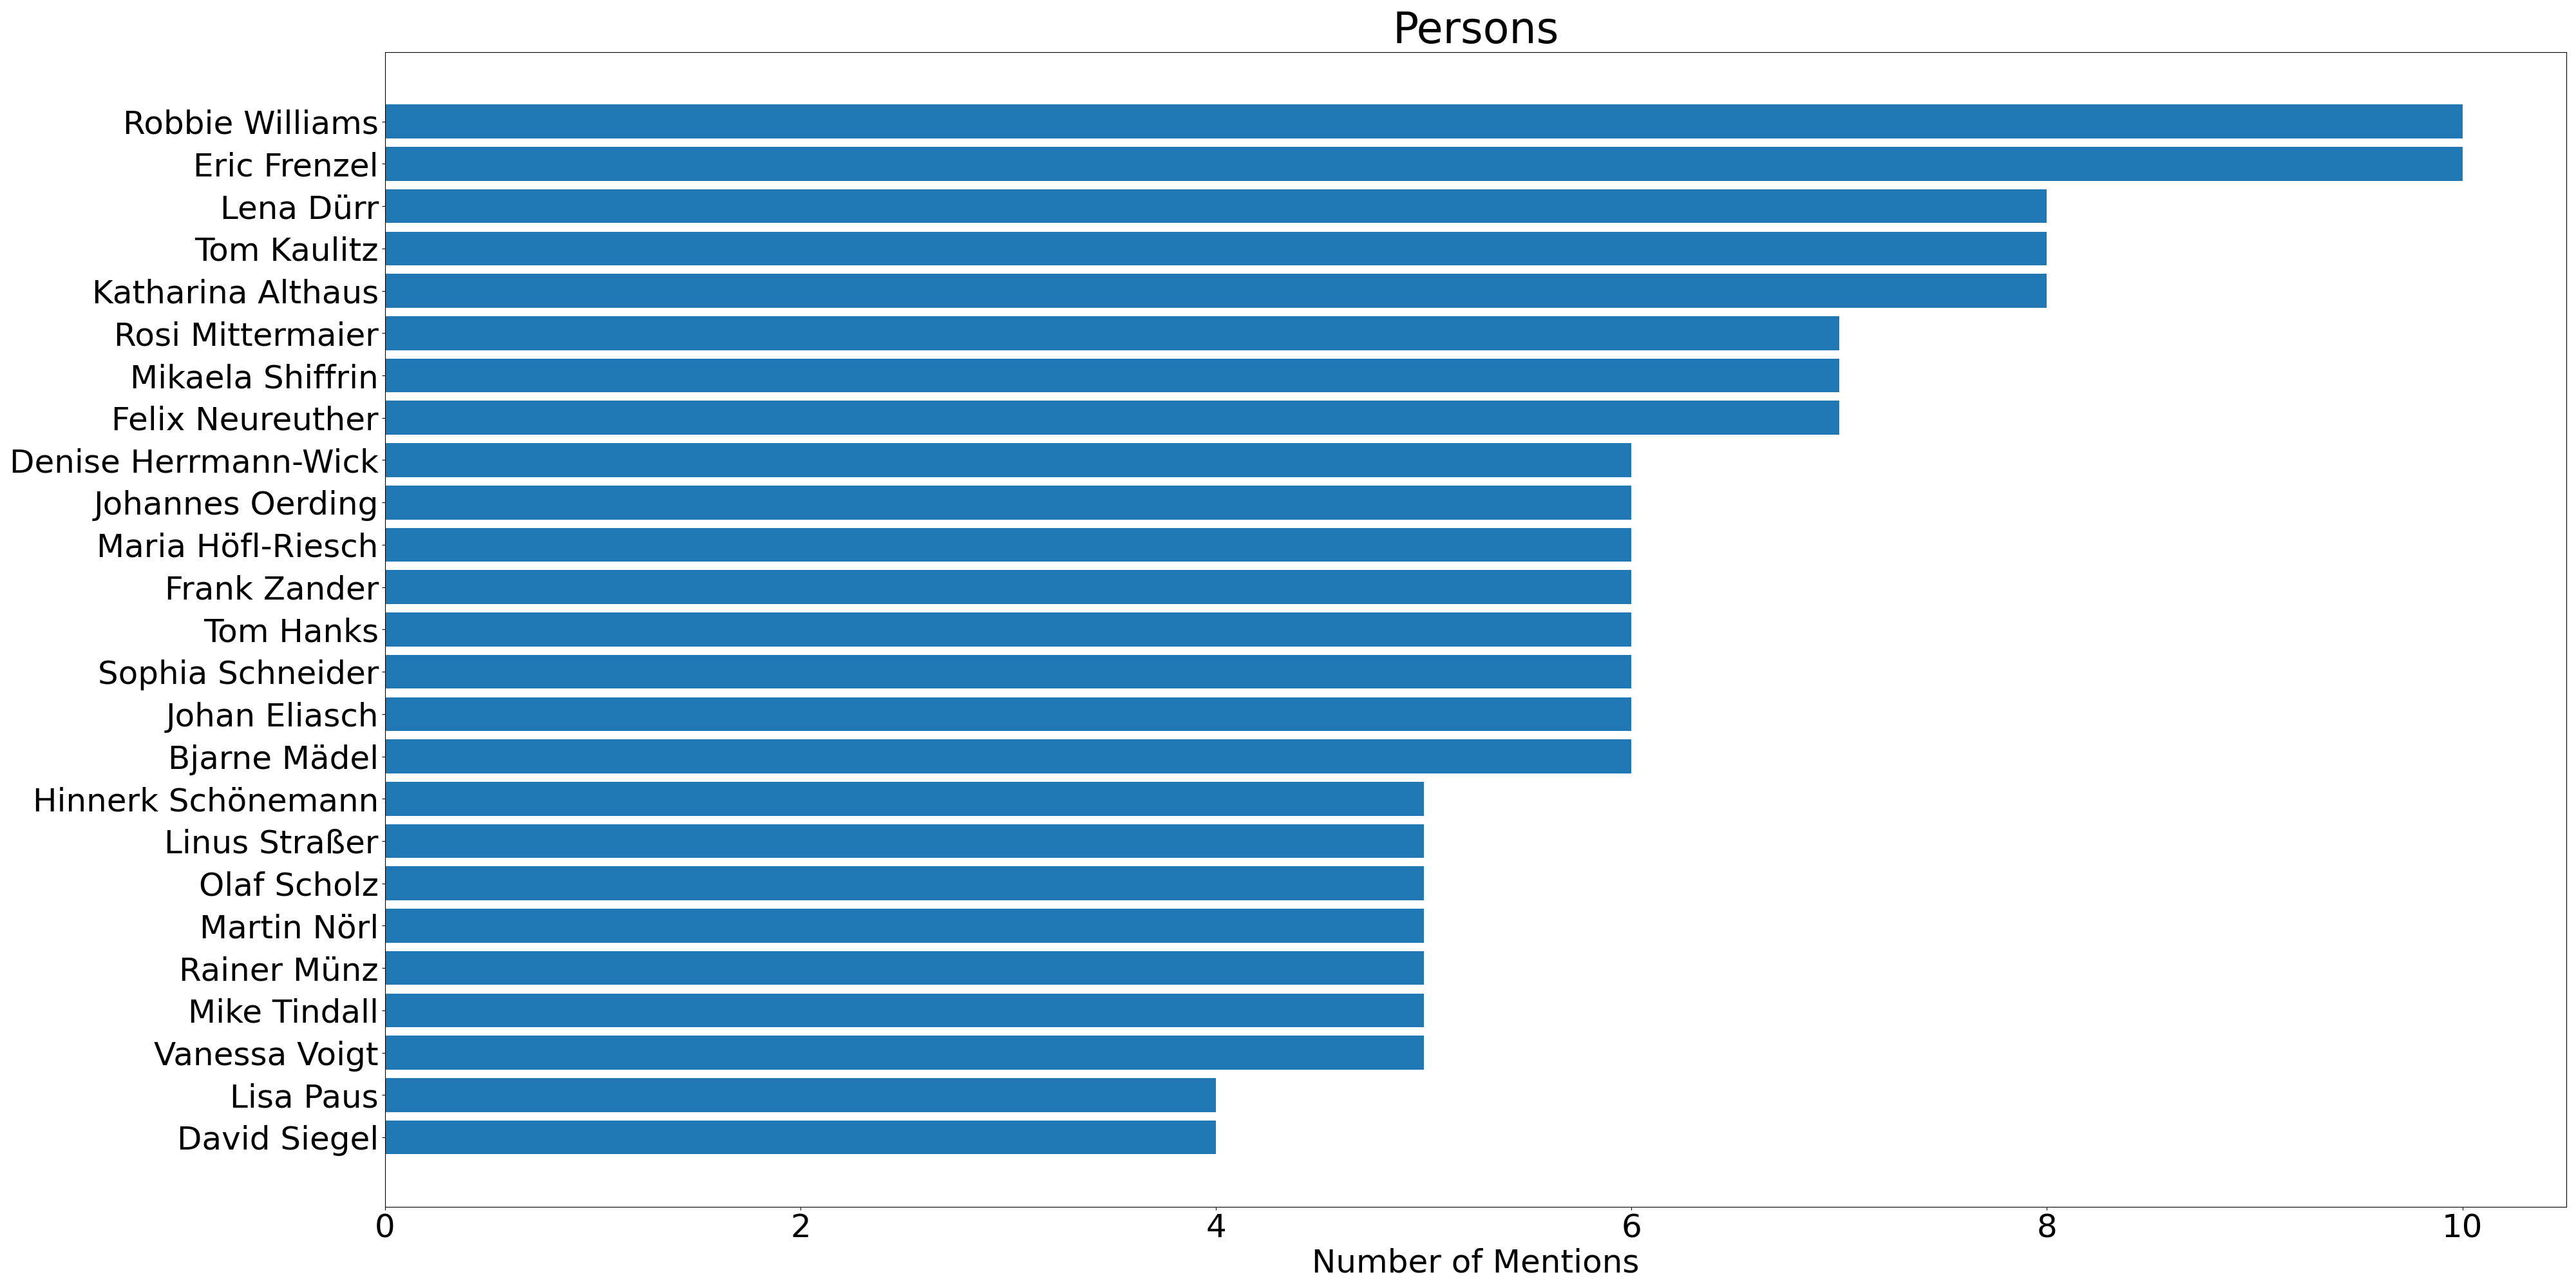 Persons
Robbie Williams
Eric Frenzel
Lena Dürr
Tom Kaulitz
Katharina Althaus
Rosi Mittermaier
Mikaela Shiffrin
Felix Neureuther
Denise Herrmann-Wick
Johannes Oerding
Maria Höfl-Riesch
Frank Zander
Tom Hanks
Sophia Schneider
Johan Eliasch
Bjarne Mädel
Hinnerk Schönemann
Linus Straßer
Olaf Scholz
Martin Nörl
Rainer Münz
Mike Tindall
Vanessa Voigt
Lisa Paus
David Siegel
0 2 4 6 8 10
Number of Mentions